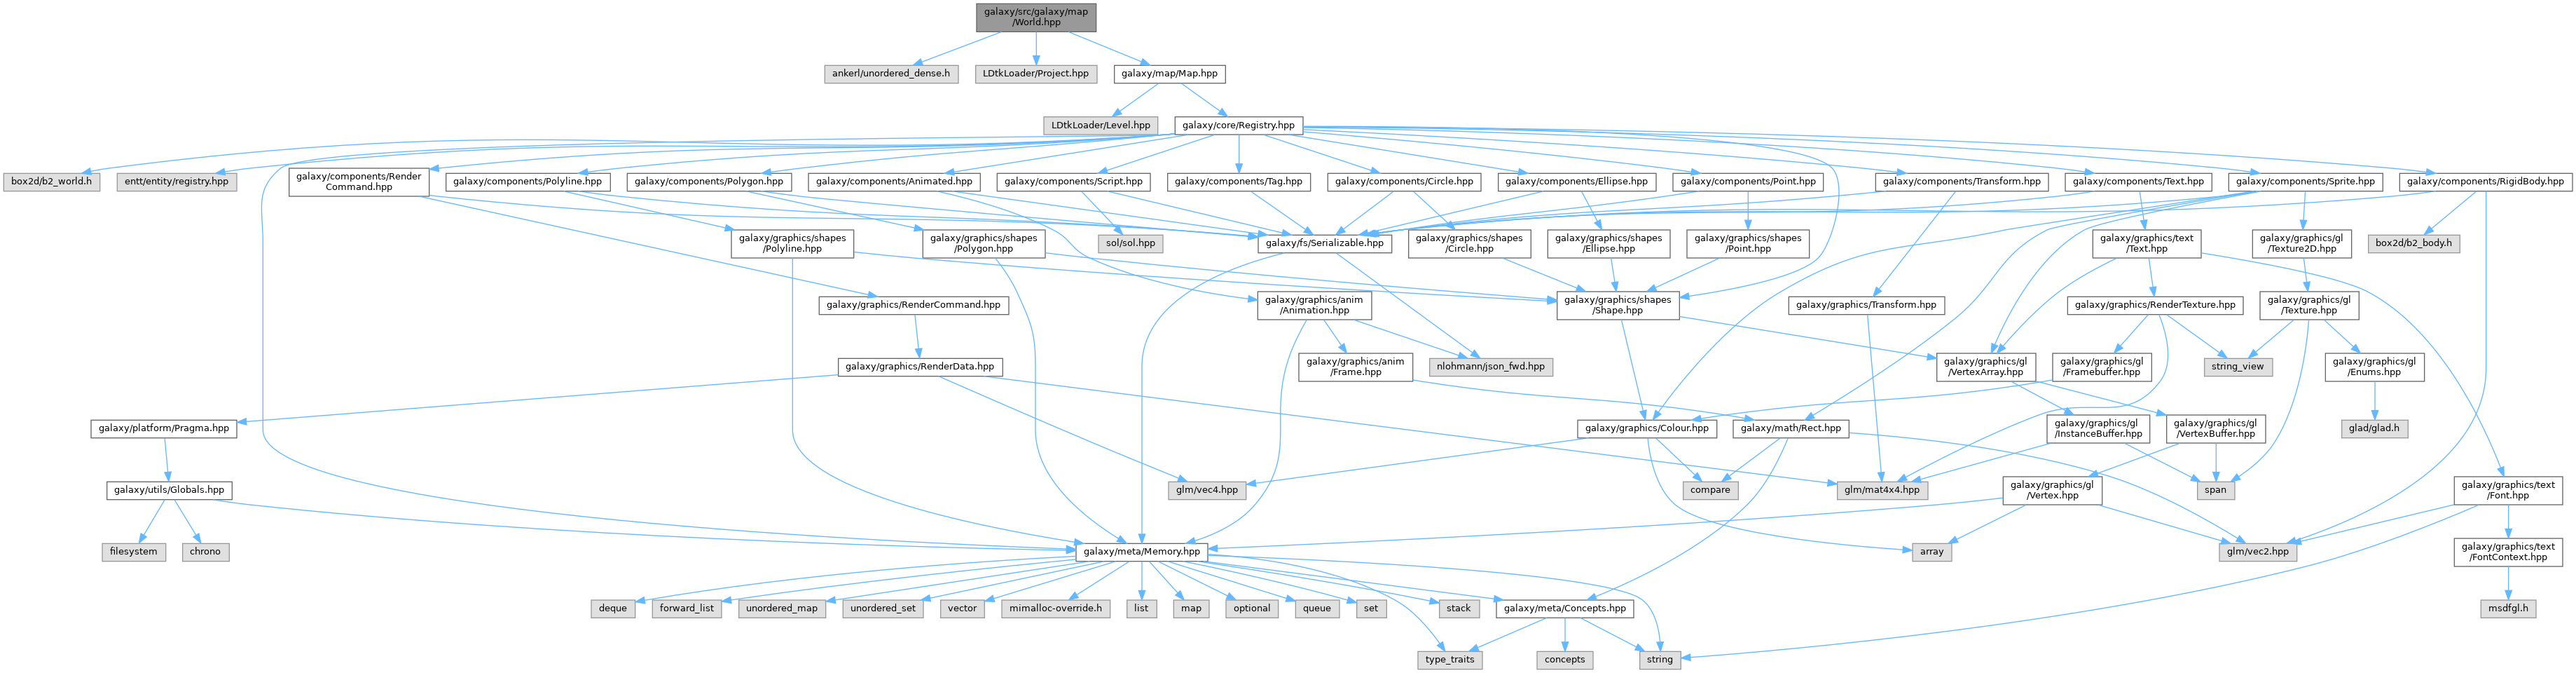 galaxy/src/galaxy/map
/World.hpp
ankerl/unordered_dense.h
LDtkLoader/Project.hpp
galaxy/map/Map.hpp
LDtkLoader/Level.hpp
galaxy/core/Registry.hpp
box2d/b2_world.h
entt/entity/registry.hpp
galaxy/components/Render
Command.hpp
galaxy/components/Polyline.hpp
galaxy/components/Polygon.hpp
galaxy/components/Animated.hpp
galaxy/components/Script.hpp
galaxy/components/Tag.hpp
galaxy/components/Circle.hpp
galaxy/components/Ellipse.hpp
galaxy/components/Point.hpp
galaxy/components/Transform.hpp
galaxy/components/Text.hpp
galaxy/components/Sprite.hpp
galaxy/components/RigidBody.hpp
galaxy/graphics/shapes
/Polyline.hpp
galaxy/graphics/shapes
/Polygon.hpp
sol/sol.hpp
galaxy/fs/Serializable.hpp
galaxy/graphics/shapes
/Circle.hpp
galaxy/graphics/shapes
/Ellipse.hpp
galaxy/graphics/shapes
/Point.hpp
galaxy/graphics/text
/Text.hpp
galaxy/graphics/gl
/Texture2D.hpp
box2d/b2_body.h
galaxy/graphics/RenderCommand.hpp
galaxy/graphics/anim
/Animation.hpp
galaxy/graphics/shapes
/Shape.hpp
galaxy/graphics/Transform.hpp
galaxy/graphics/RenderTexture.hpp
galaxy/graphics/gl
/Texture.hpp
galaxy/graphics/RenderData.hpp
galaxy/graphics/anim
/Frame.hpp
nlohmann/json_fwd.hpp
galaxy/graphics/gl
/VertexArray.hpp
galaxy/graphics/gl
/Framebuffer.hpp
string_view
galaxy/graphics/gl
/Enums.hpp
galaxy/platform/Pragma.hpp
galaxy/graphics/Colour.hpp
galaxy/math/Rect.hpp
galaxy/graphics/gl
/InstanceBuffer.hpp
galaxy/graphics/gl
/VertexBuffer.hpp
glad/glad.h
galaxy/utils/Globals.hpp
glm/vec4.hpp
compare
glm/mat4x4.hpp
galaxy/graphics/gl
/Vertex.hpp
span
galaxy/graphics/text
/Font.hpp
filesystem
chrono
galaxy/meta/Memory.hpp
array
glm/vec2.hpp
galaxy/graphics/text
/FontContext.hpp
deque
forward_list
unordered_map
unordered_set
vector
mimalloc-override.h
list
map
optional
queue
set
stack
galaxy/meta/Concepts.hpp
msdfgl.h
type_traits
concepts
string